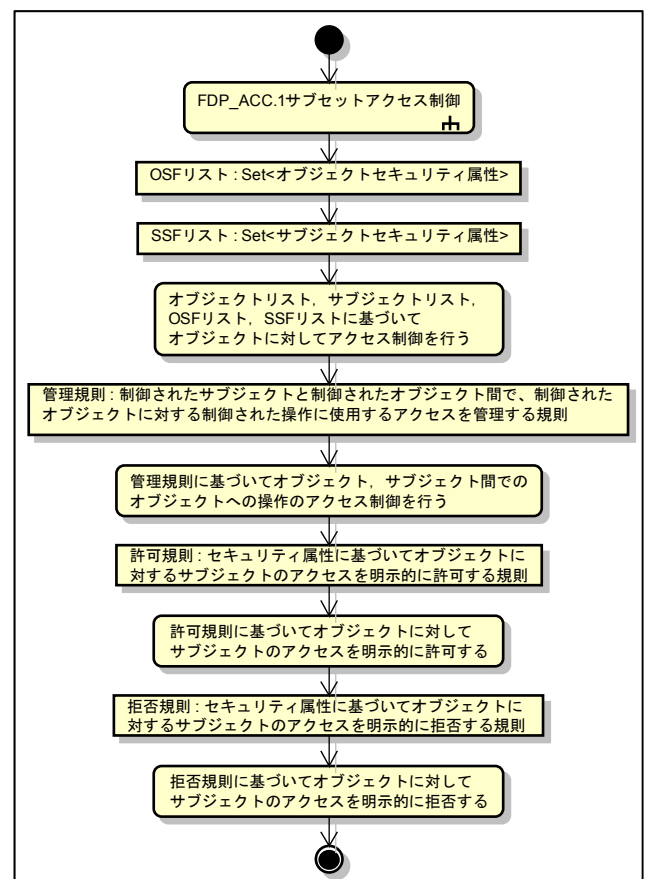 FDP_ACC.1サブセットアクセス制御
OSFリスト : Set<オブジェクトセキュリティ属性>
SSFリスト : Set<サブジェクトセキュリティ属性>
オブジェクトリスト，サブジェクトリスト，
OSFリスト，SSFリストに基づいて
オブジェクトに対してアクセス制御を行う
管理規則 : 制御されたサブジェクトと制御されたオブジェクト間で、制御された
オブジェクトに対する制御された操作に使用するアクセスを管理する規則
管理規則に基づいてオブジェクト，サブジェクト間での
オブジェクトへの操作のアクセス制御を行う
許可規則 : セキュリティ属性に基づいてオブジェクトに
対するサブジェクトのアクセスを明示的に許可する規則
許可規則に基づいてオブジェクトに対して
サブジェクトのアクセスを明示的に許可する
拒否規則 : セキュリティ属性に基づいてオブジェクトに
対するサブジェクトのアクセスを明示的に拒否する規則
拒否規則に基づいてオブジェクトに対して
サブジェクトのアクセスを明示的に拒否する